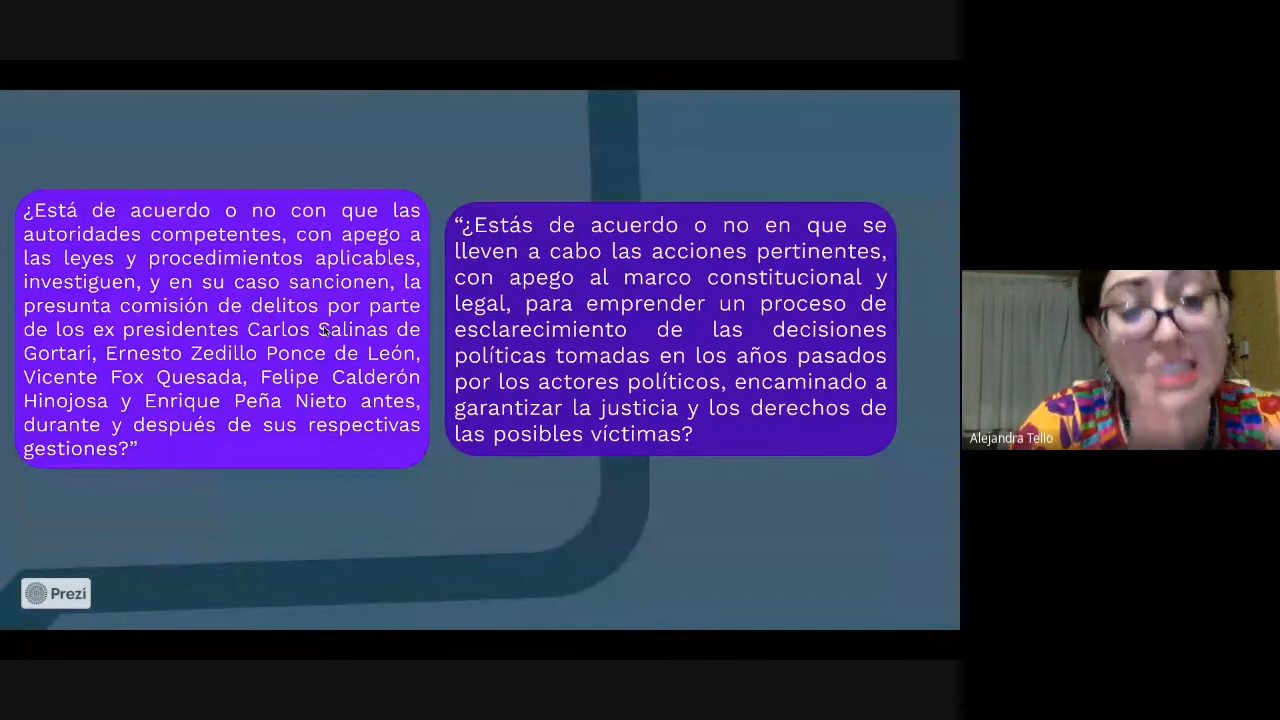 ¿Está de acuerdo o no con que las
autoridades competentes, con apego a
las leyes y procedimientos aplicables,
investiguen, y en su caso sancionen, la
presunta comisión de delitos por parte
de los ex presidentes Carlos Salinas de
Gortari, Ernesto Zedillo Ponce de León,
Vicente Fox Quesada, Felipe Calderón
Hinojosa y Enrique Peña Nieto antes,
durante y después de sus respectivas
gestiones?”
“¿Estás de acuerdo o no en que se
lleven a cabo las acciones pertinentes,
con apego al marco constitucional y
legal, para emprender un proceso de
esclarecimiento de las decisiones
políticas tomadas en los años pasados
por los actores políticos, encaminado a
garantizar la justicia y los derechos de
las posibles víctimas?
Prezi
Alejandra Tello